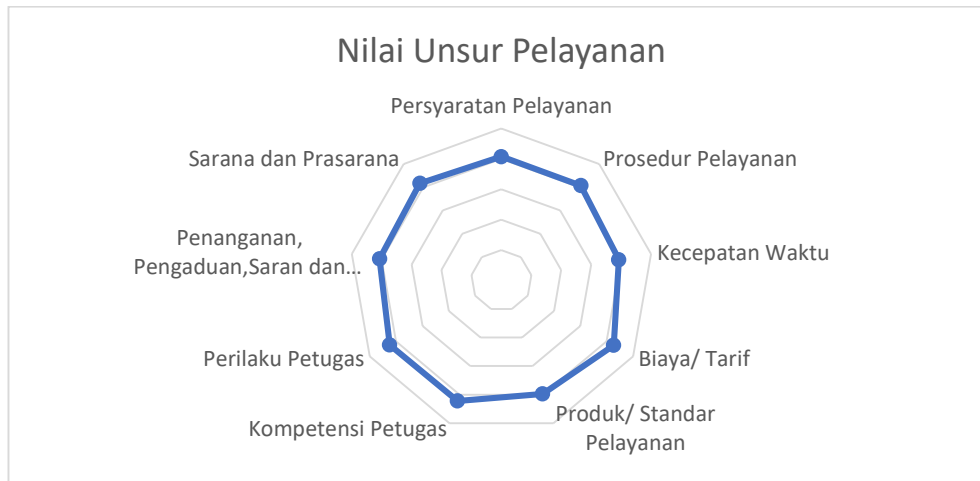 Nilai Unsur Pelayanan
Persyaratan Pelayanan
Prosedur Pelayanan
Kecepatan Waktu
Biaya/ Tarif
Produk/ Standar
Pelayanan
Kompetensi Petugas
Perilaku Petugas
Penanganan,
Pengaduan,Saran dan…
Sarana dan Prasarana